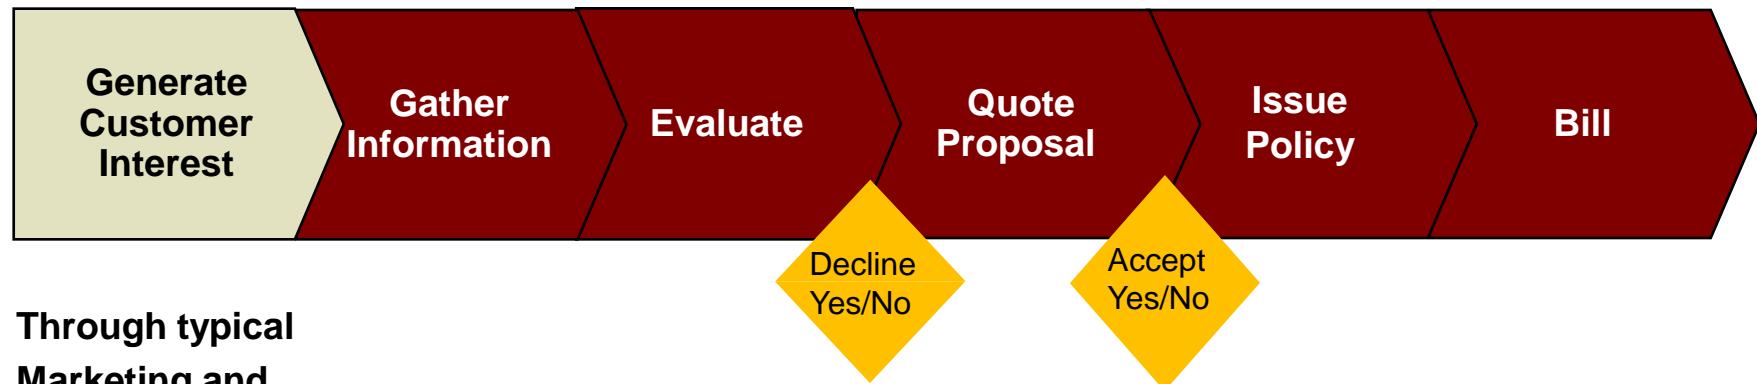 Generate
Customer
Interest
Gather
Information
Evaluate
Quote
Proposal
Issue
Policy
Bill
Decline
Yes/No
Accept
Yes/No
Through typical
Marketing and